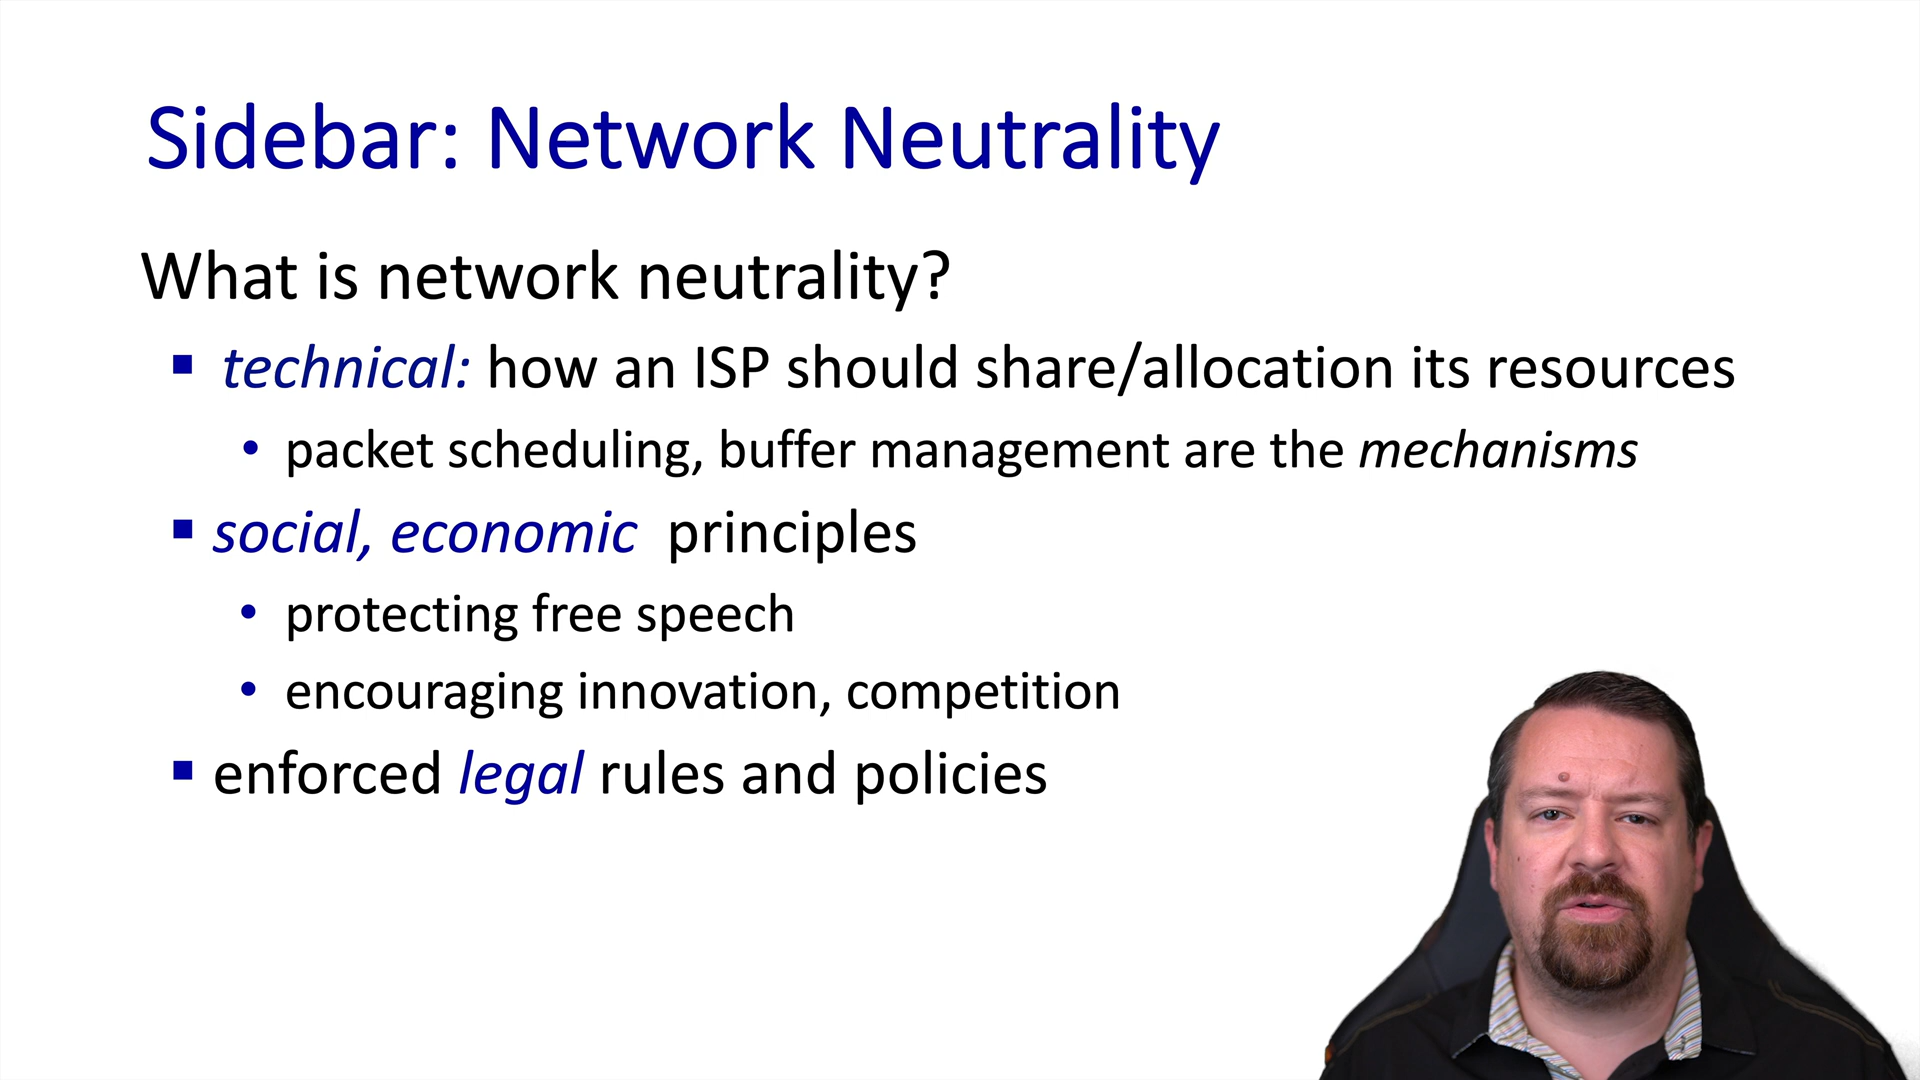 Sidebar: Network Neutrality
What is network neutrality?
▪ technical: how an ISP should share/allocation its resources
• packet scheduling, buffer management are the mechanisms
▪ social, economic principles
• protecting free speech
• encouraging innovation, competition
▪ enforced legal rules and policies